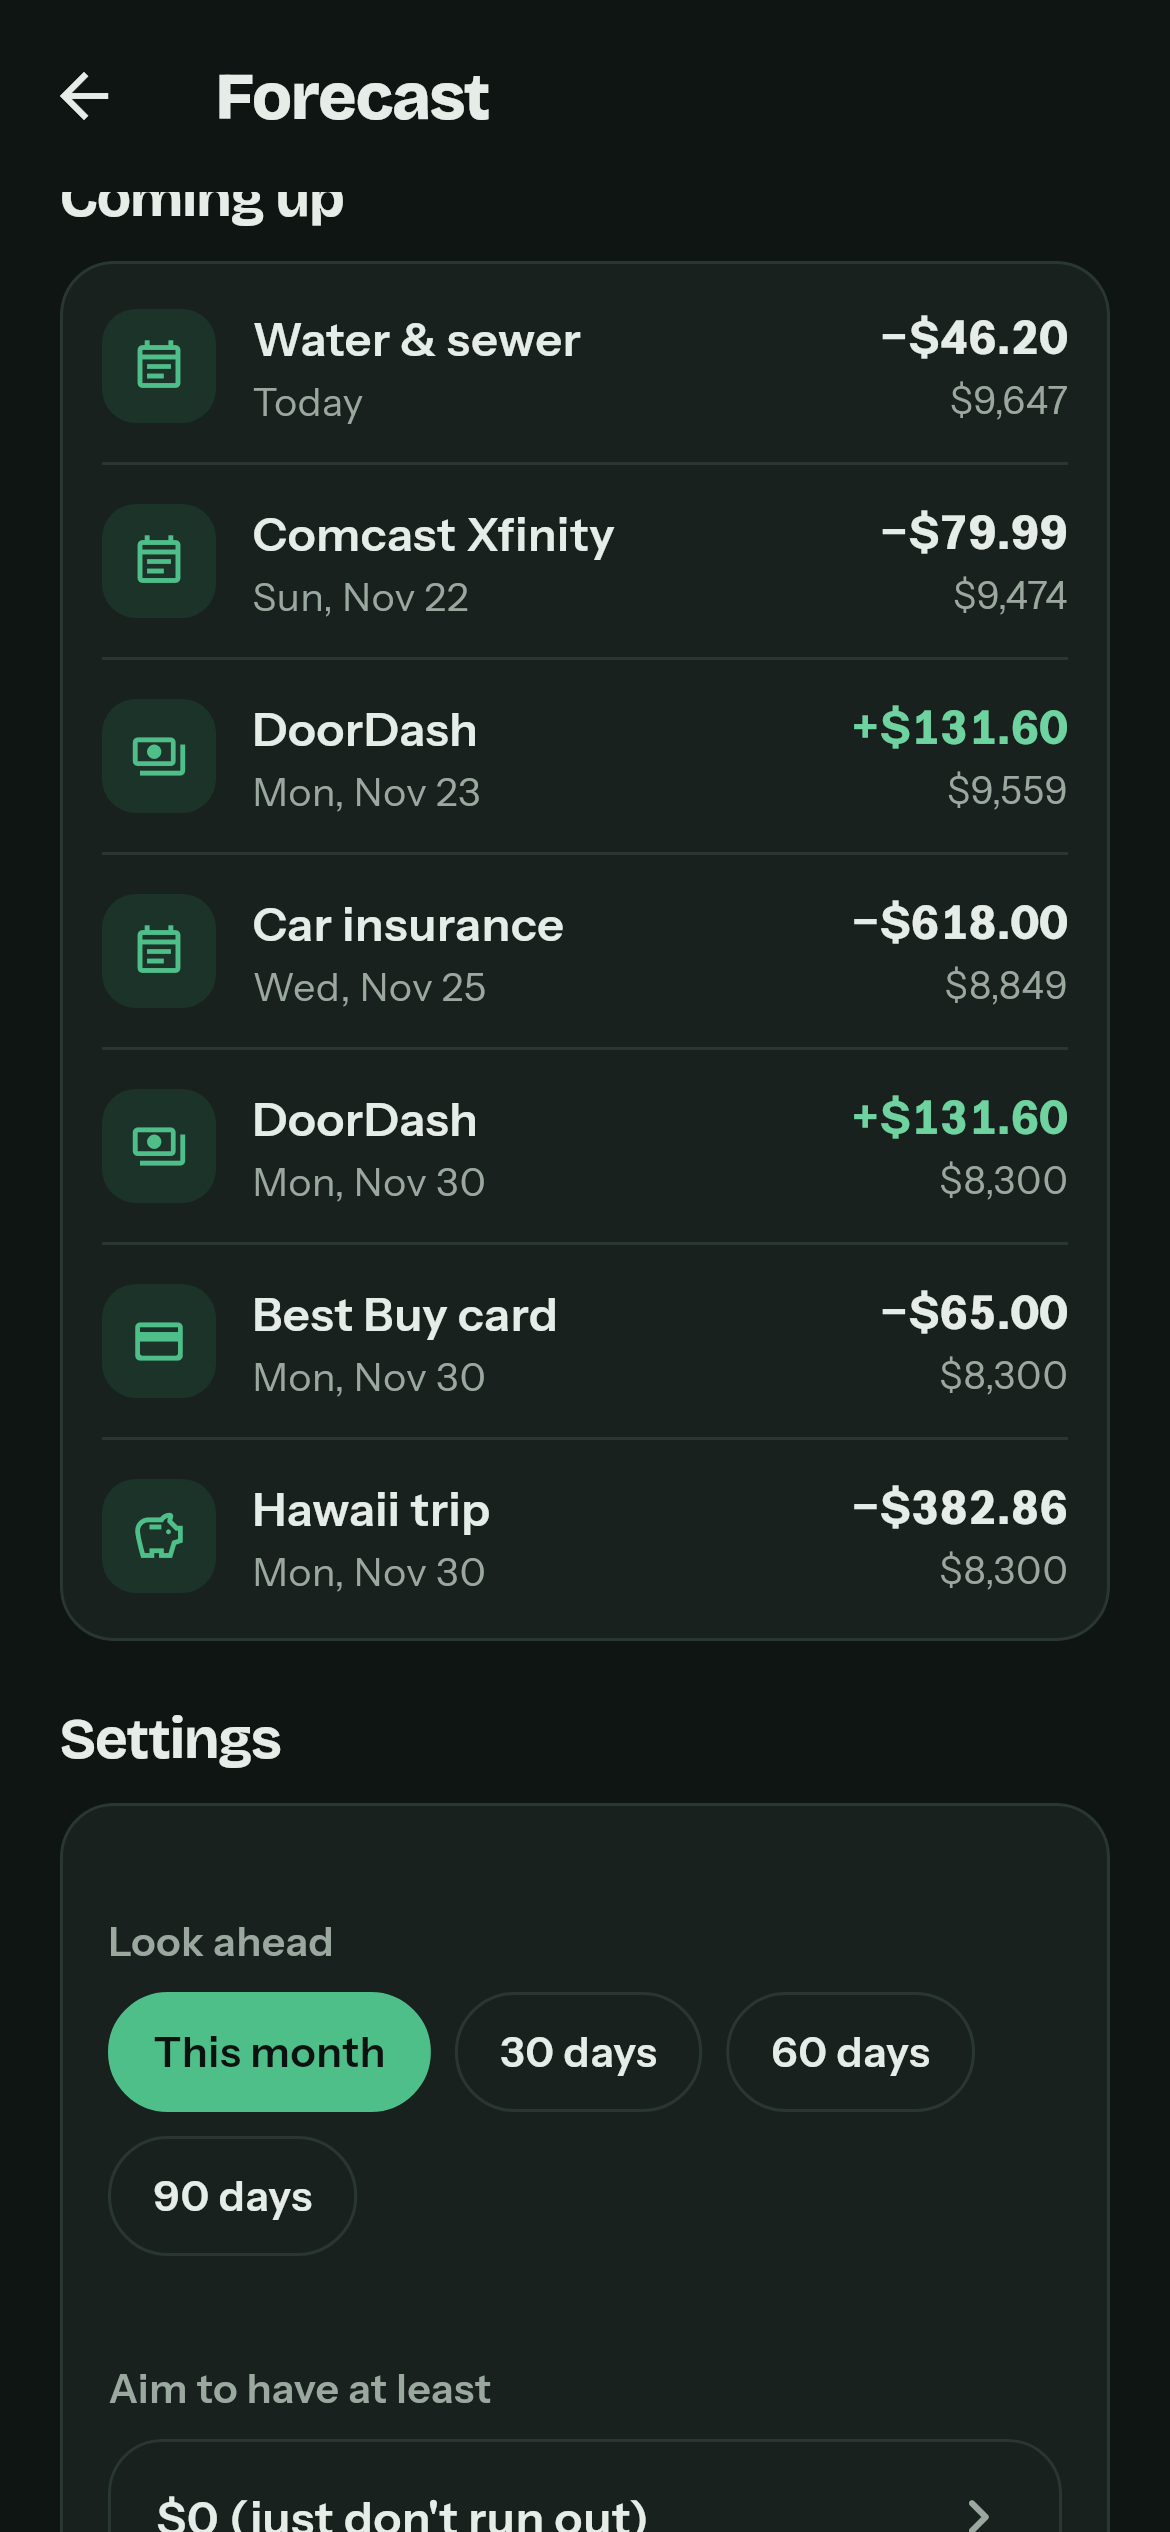 Forecast
Coming up
Water & sewer
−$46.20
Today
$9,647
Comcast Xfinity
−$79.99
Sun, Nov 22
$9,474
DoorDash
+$131.60
Mon, Nov 23
$9,559
Car insurance
−$618.00
Wed, Nov 25
$8,849
DoorDash
+$131.60
Mon, Nov 30
$8,300
Best Buy card
−$65.00
Mon, Nov 30
$8,300
Hawaii trip
−$382.86
Mon, Nov 30
$8,300
Settings
Look ahead
This month
30 days
60 days
90 days
Aim to have at least
$0 (just don't run out)